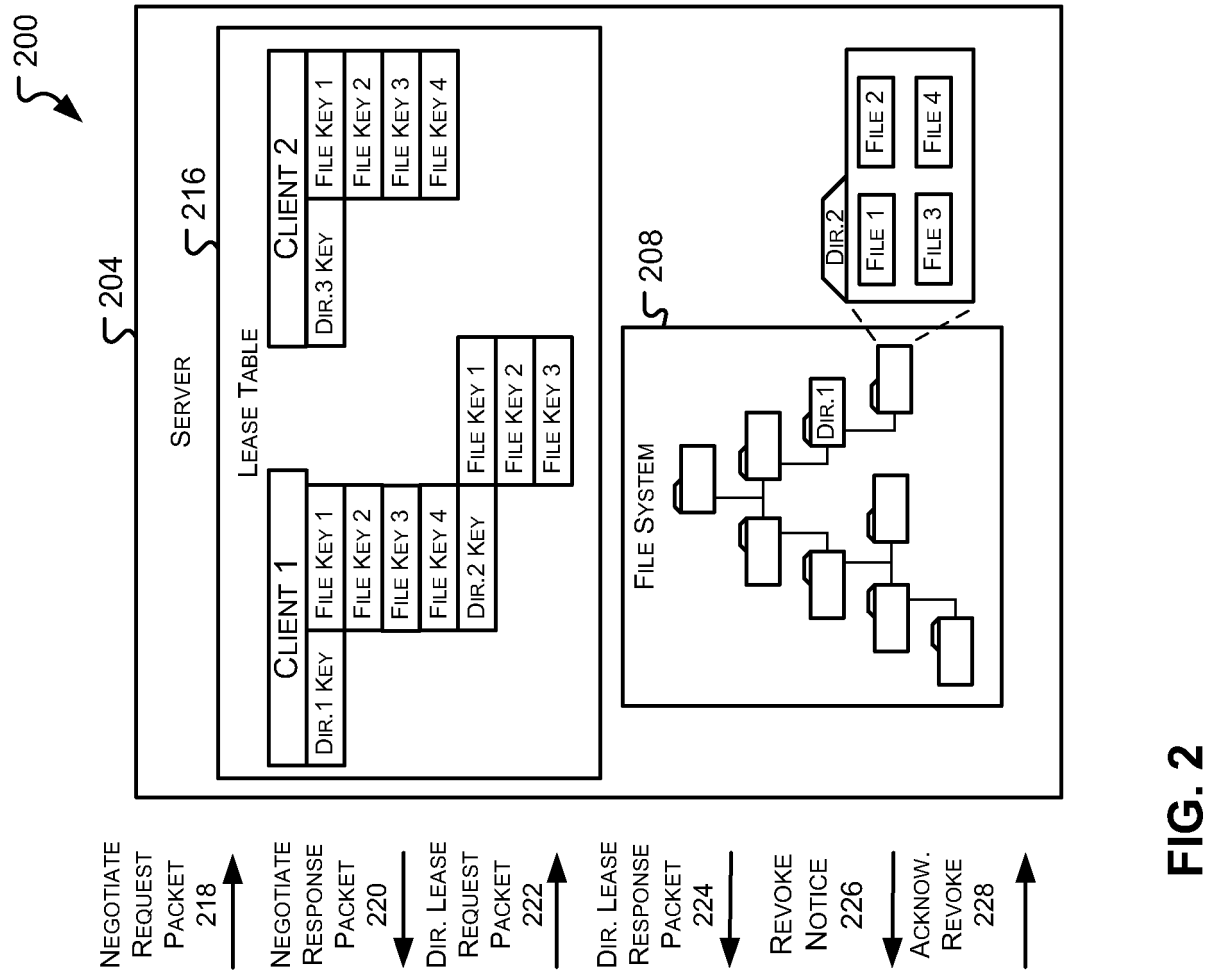 200
204
SERVER
216
LEASE TABLE
CLIENT 1
DIR.1 KEY
FILE KEY 1
FILE KEY 2
FILE KEY 3
FILE KEY 4
DIR.2 KEY
FILE KEY 1
FILE KEY 2
FILE KEY 3
CLIENT 2
DIR.3 KEY
FILE KEY 1
FILE KEY 2
FILE KEY 3
FILE KEY 4
FILE SYSTEM
208
DIR.1
DIR.2
FILE 1
FILE 2
FILE 3
FILE 4
NEGOTIATE
REQUEST
PACKET
218
NEGOTIATE
RESPONSE
PACKET
220
DIR. LEASE
REQUEST
PACKET
222
DIR. LEASE
RESPONSE
PACKET
224
REVOKE
NOTICE
226
ACKNOW.
REVOKE
228
FIG. 2